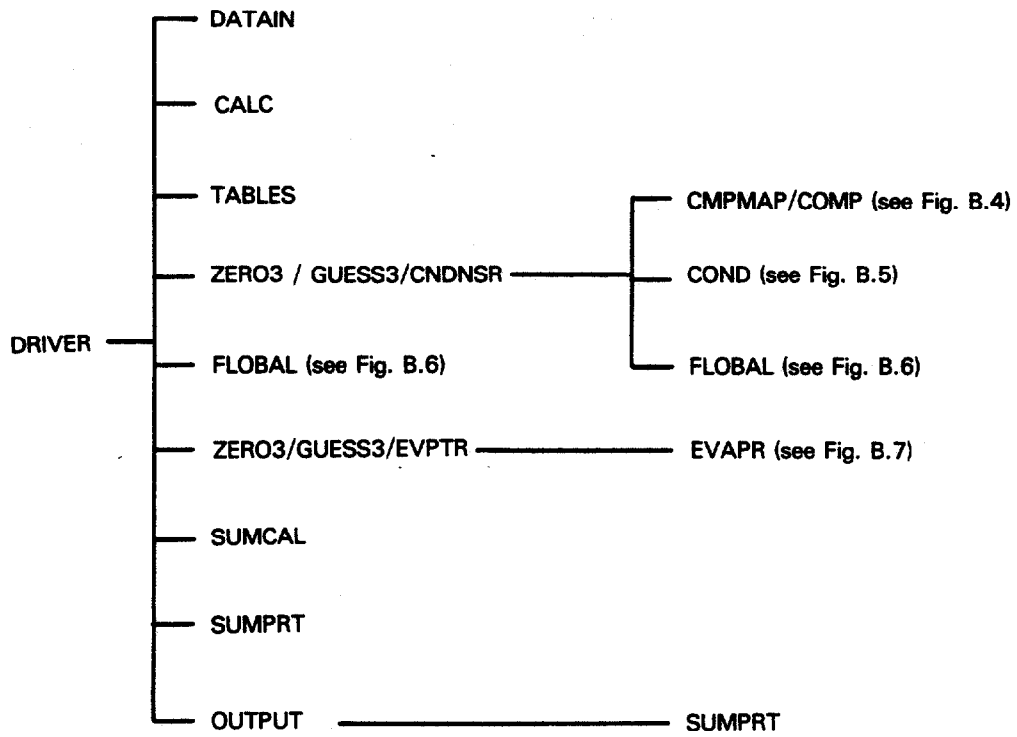 DATAIN
CALC
TABLES
CMPMAP/COMP (see Fig. B.4)
ZERO3 / GUESS3/CNDNSR
COND (see Fig. B.5)
DRIVER
FLOBAL (see Fig. B.6)
FLOBAL (see Fig. B.6)
ZERO3/GUESS3/EVPTR
EVAPR (see Fig. B.7)
SUMCAL
SUMPRT
OUTPUT
SUMPRT